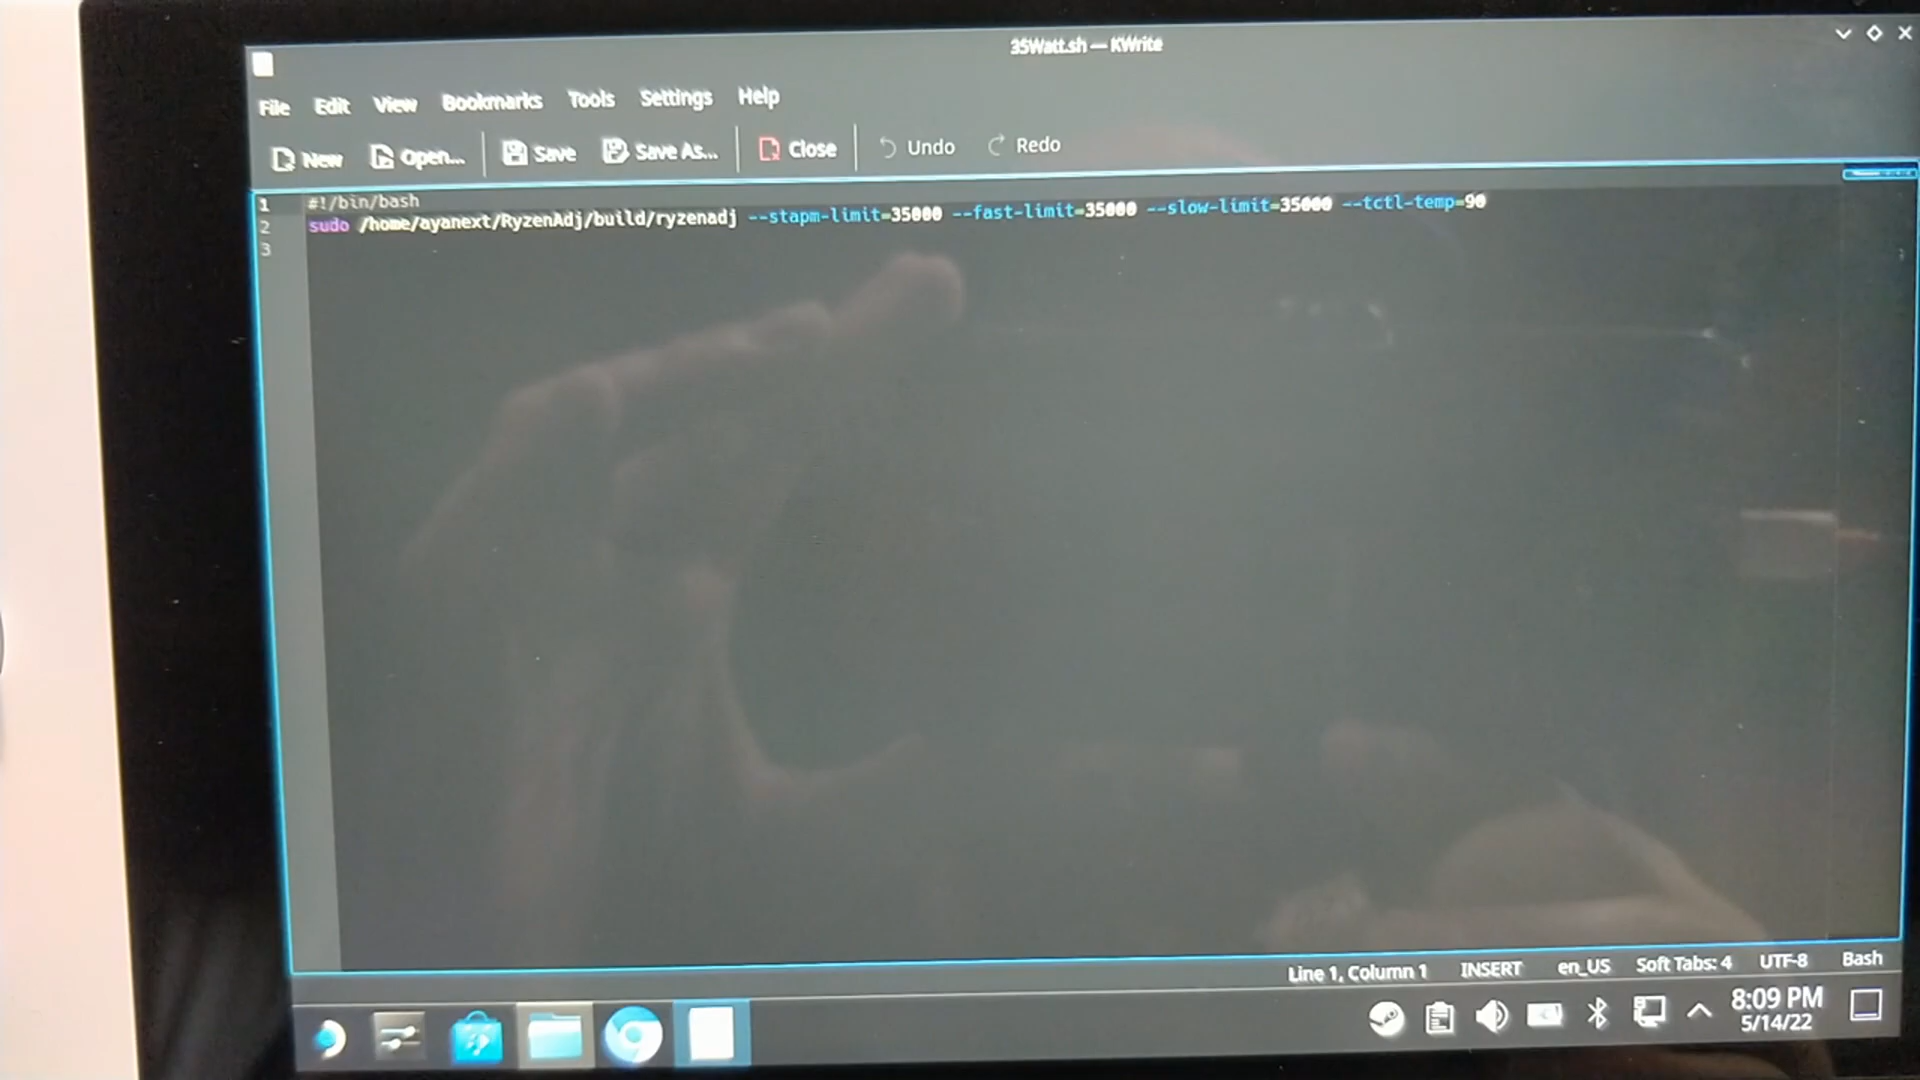 35Watt.sh — KWrite
File Edit View Bookmarks Tools Settings Help
New Open... Save Save As... Close Undo Redo
1 #!/bin/bash
2 sudo /home/ayanext/RyzenAdj/build/ryzenadj --stapm-limit=35000 --fast-limit=35000 --slow-limit=35000 --tctl-temp=90
3
Line 1, Column 1 INSERT en_US Soft Tabs: 4 UTF-8 Bash
8:09 PM
5/14/22